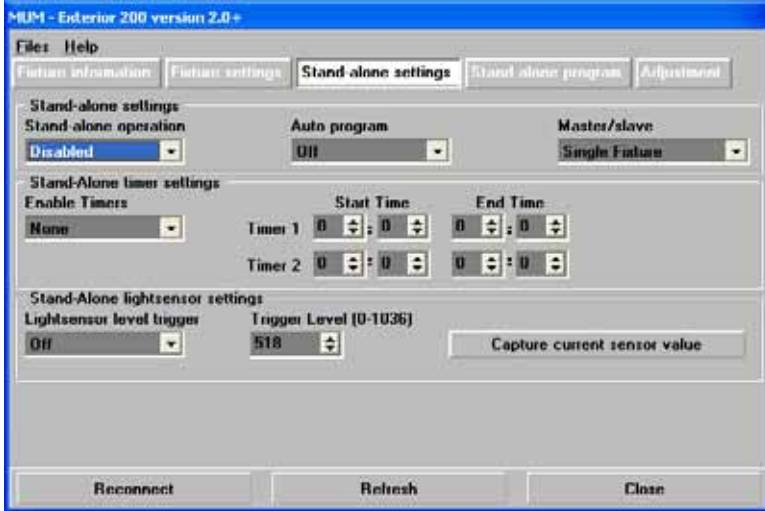 MUM - Exterior 200 version 2.0+
Files Help
Fixture information Fixture settings Stand-alone settings Stand alone program Adjustment
Stand-alone settings
Stand-alone operation Auto program Master/slave
Disabled Off Single Fixture
Stand-Alone timer settings
Enable Timers Start Time End Time
None Timer 1 0 : 0 0 : 0
Timer 2 0 : 0 0 : 0
Stand-Alone lightsensor settings
Lightsensor level trigger Trigger Level (0-1036)
Off 518 Capture current sensor value
Reconnect Refresh Close